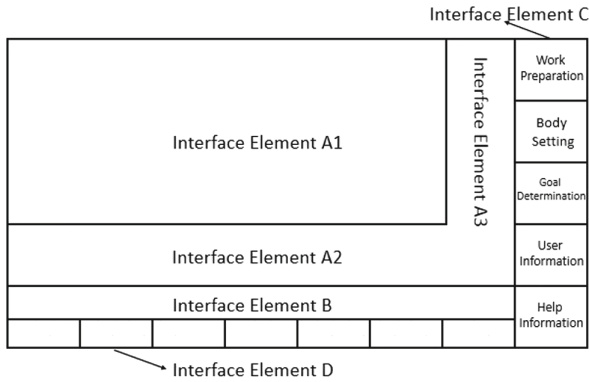 Interface Element C
Work
Preparation
Interface Element A1
Interface Element A3
Body
Setting
Goal
Determination
Interface Element A2
User
Information
Interface Element B
Help
Information
Interface Element D